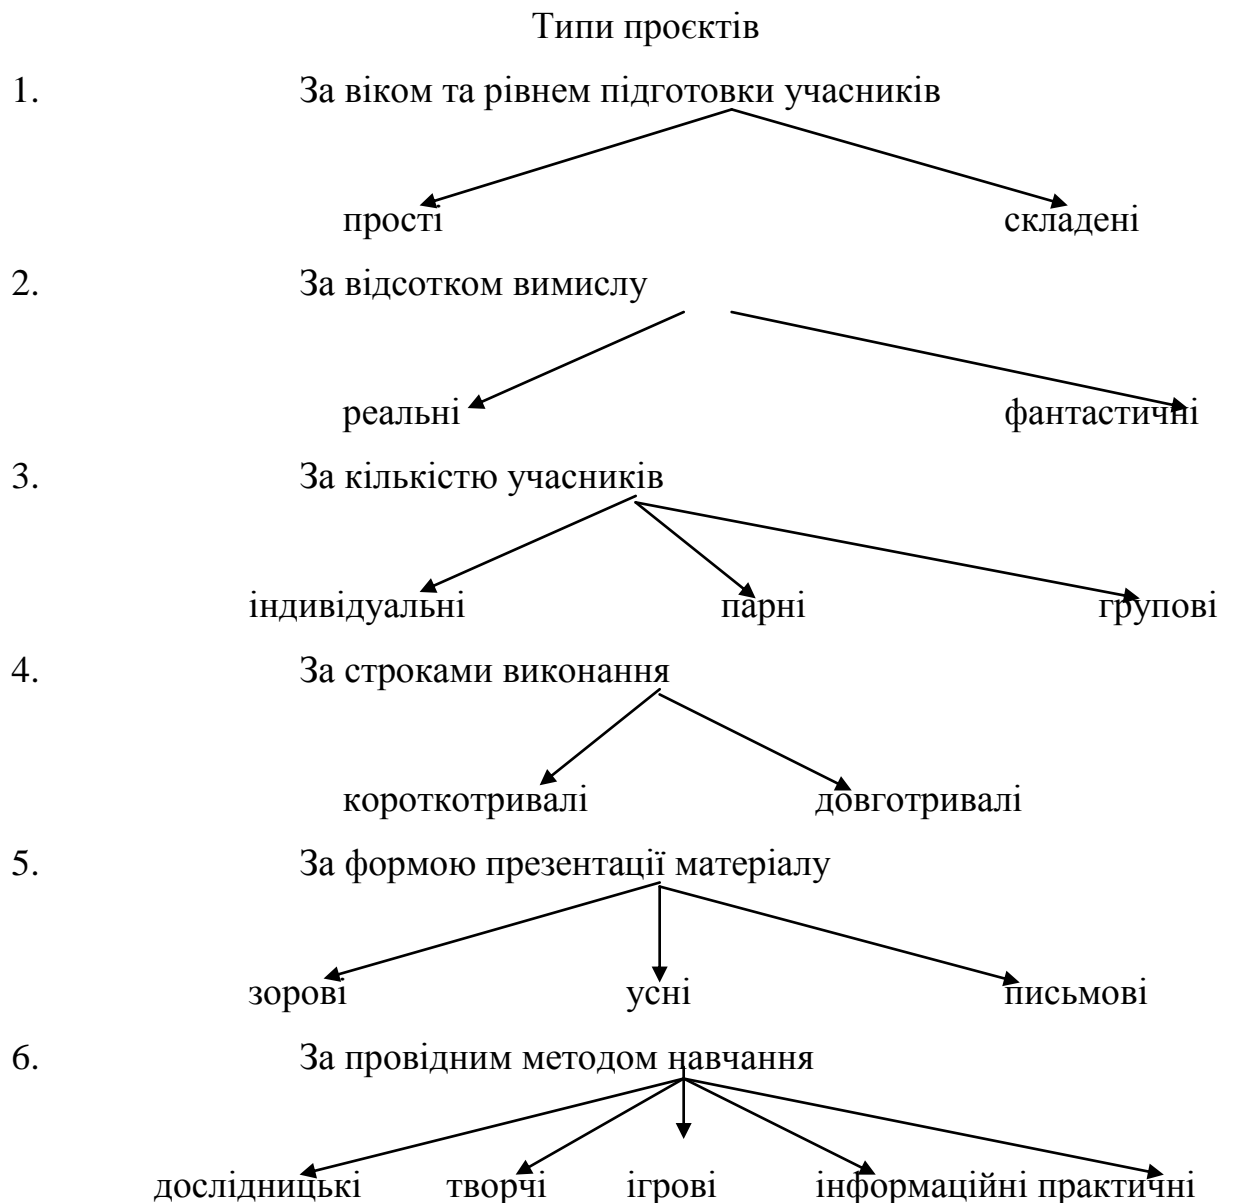 Типи проєктів
1. За віком та рівнем підготовки учасників
прості складені
2. За відсотком вимислу
реальні фантастичні
3. За кількістю учасників
індивідуальні парні групові
4. За строками виконання
короткотривалі довготривалі
5. За формою презентації матеріалу
зорові усні письмові
6. За провідним методом навчання
дослідницькі творчі ігрові інформаційні практичні